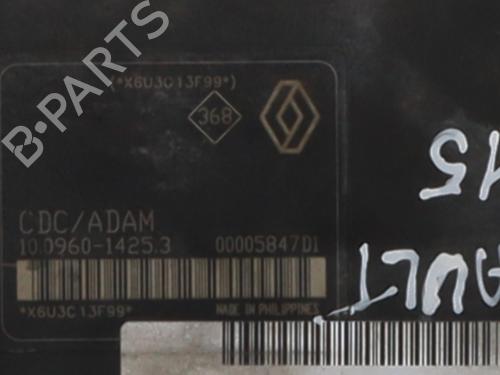 (*X6U3C13F99*)
368
CDC/ADAM
10.0960-1425.3 00005847D1
*X6U3C13F99*
MADE IN PHILIPPINES
15
AULT
B-PARTS